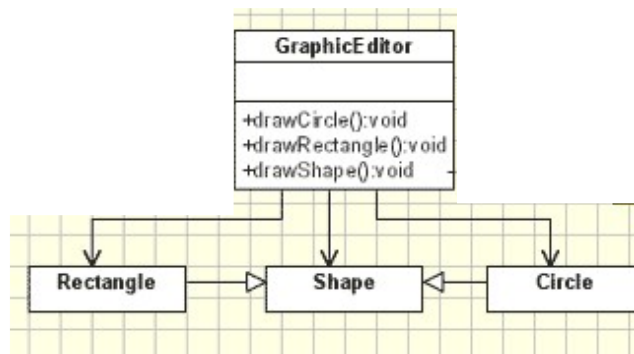 GraphicEditor
+drawCircle():void
+drawRectangle():void
+drawShape():void
Rectangle
Shape
Circle